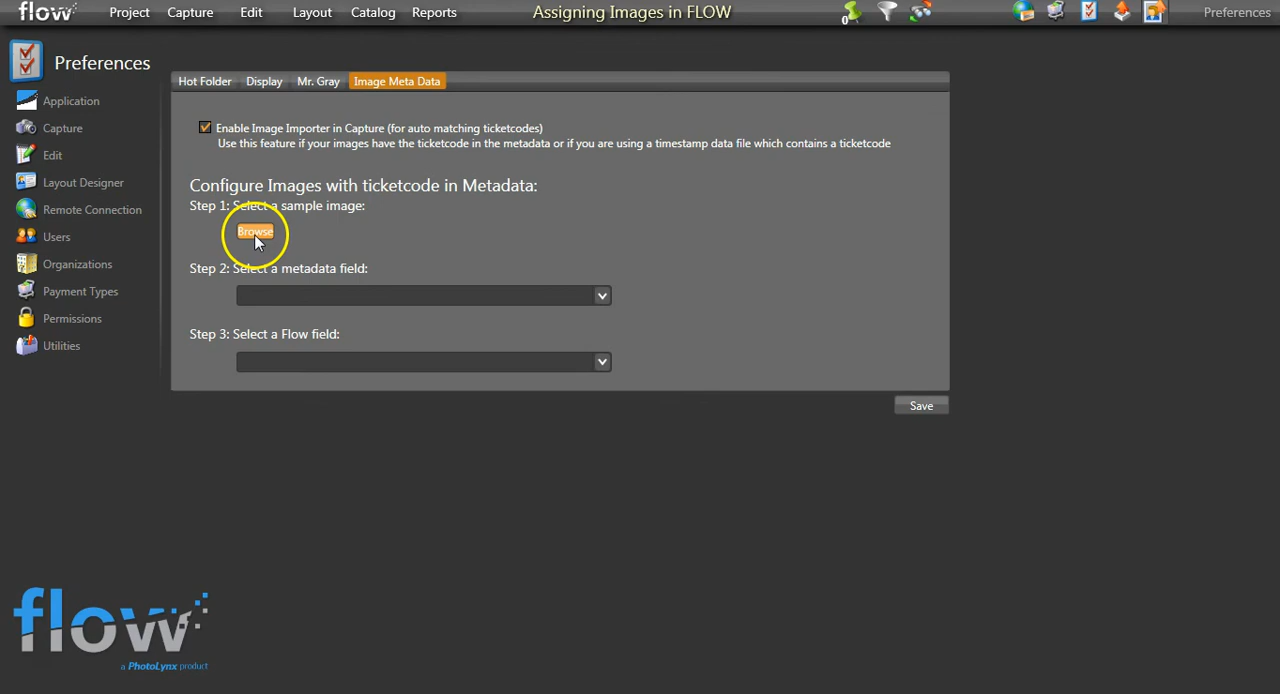 flow Project Capture Edit Layout Catalog Reports Assigning Images in FLOW 0 Preferences
Preferences
Hot Folder Display Mr. Gray Image Meta Data
Application
Capture
Edit
Layout Designer
Remote Connection
Users
Organizations
Payment Types
Permissions
Utilities
Enable Image Importer in Capture (for auto matching ticketcodes)
Use this feature if your images have the ticketcode in the metadata or if you are using a timestamp data file which contains a ticketcode
Configure Images with ticketcode in Metadata:
Step 1: Select a sample image:
Browse
Step 2: Select a metadata field:
Step 3: Select a Flow field:
Save
flow
a PhotoLynx product